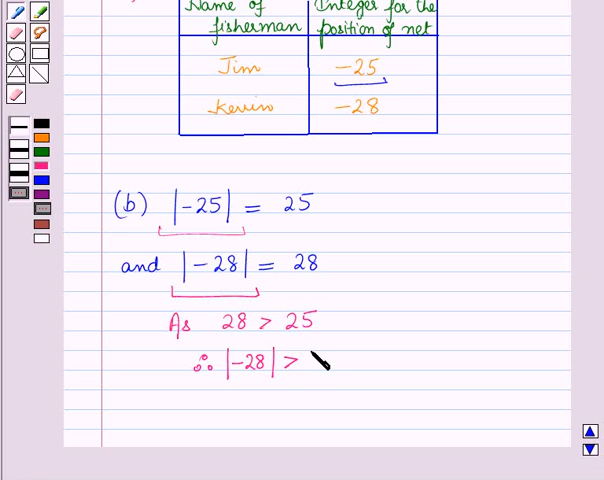 Name of Integer for the
fisherman position of net
Jim -25
Kevin -28
(b) |-25| = 25
and |-28| = 28
As 28 > 25
∴ |-28| >